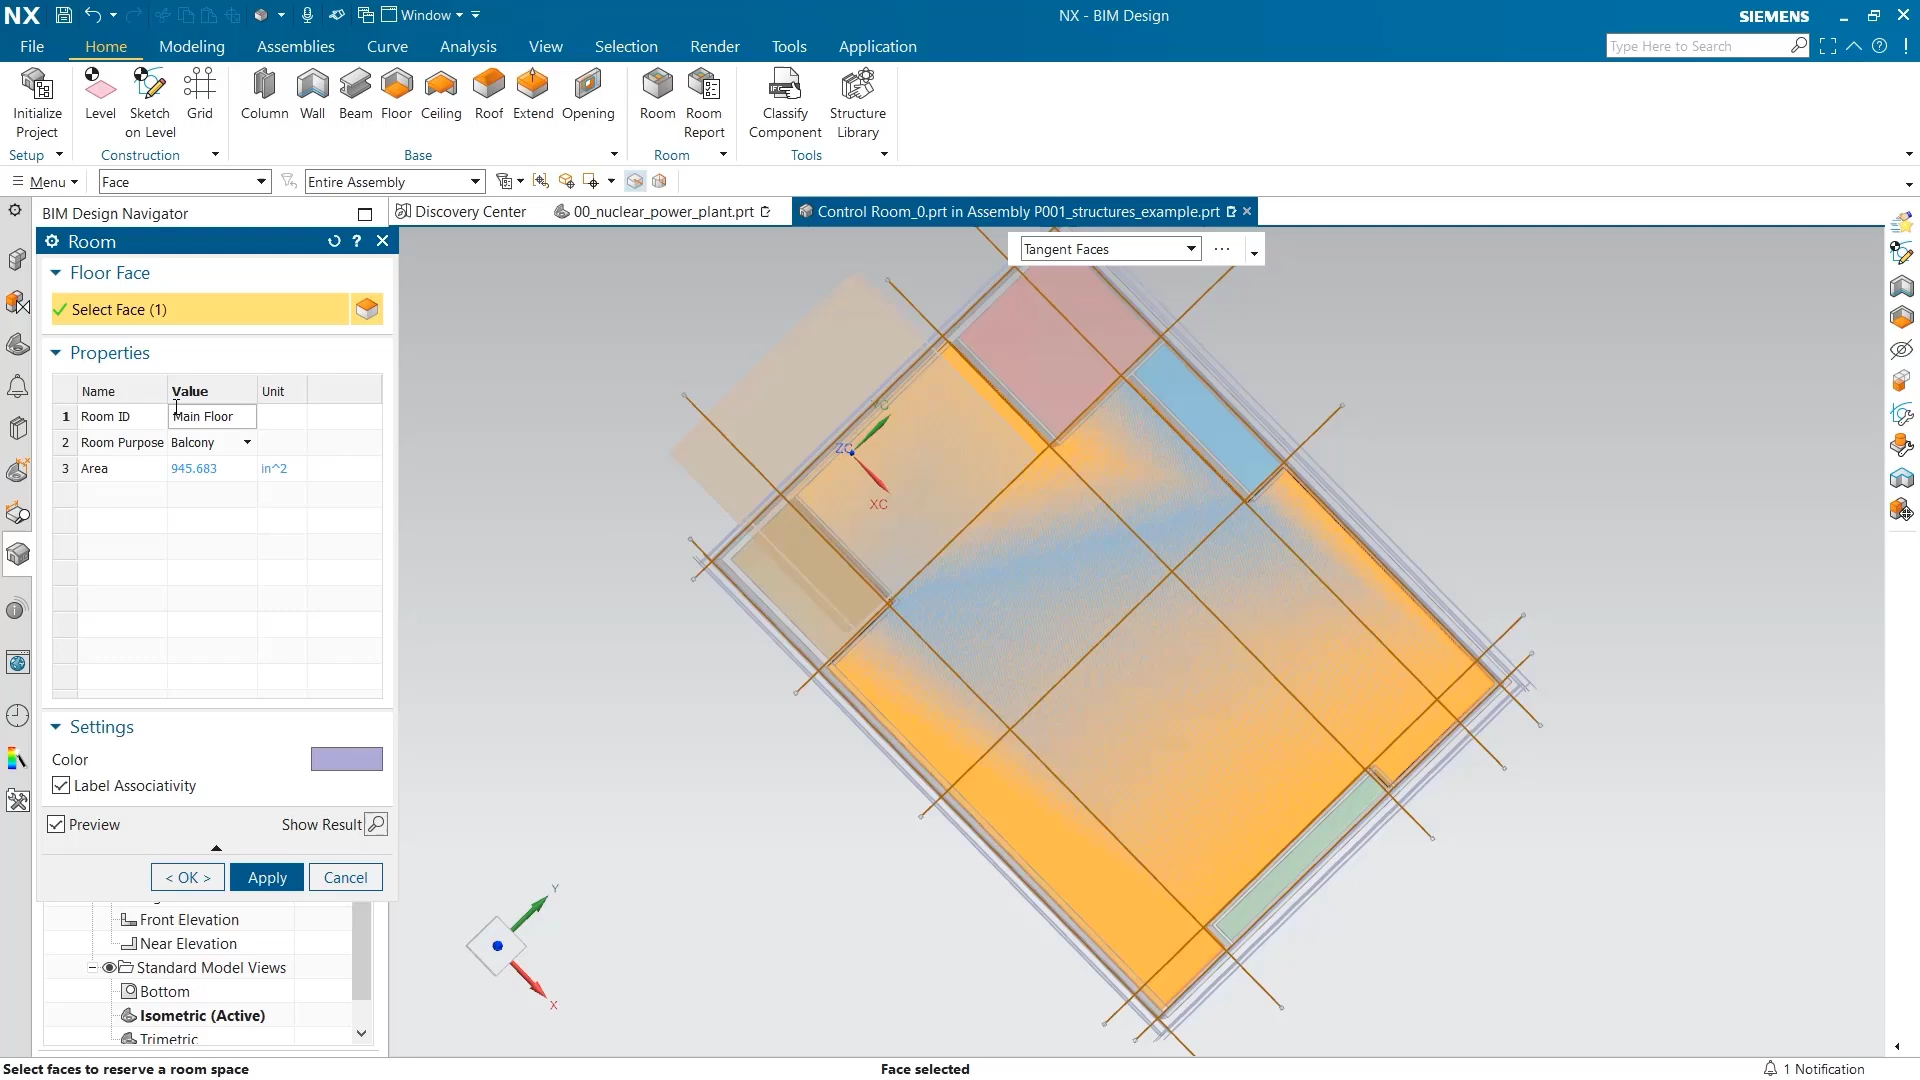 NX
Window
NX - BIM Design
SIEMENS
File
Home
Modeling
Assemblies
Curve
Analysis
View
Selection
Render
Tools
Application
Type Here to Search
Initialize Project
Level
Sketch on Level
Grid
Column
Wall
Beam
Floor
Ceiling
Roof
Extend
Opening
Room
Room Report
Classify Component
Structure Library
Setup
Construction
Base
Room
Tools
Menu
Face
Entire Assembly
BIM Design Navigator
Discovery Center
00_nuclear_power_plant.prt
Control Room_0.prt in Assembly P001_structures_example.prt
Room
Tangent Faces
Floor Face
Select Face (1)
Properties
Name Value Unit
1 Room ID Main Floor
2 Room Purpose Balcony
3 Area 945.683 in^2
YC
ZC
XC
Settings
Color
Label Associativity
Preview
Show Result
< OK >
Apply
Cancel
Front Elevation
Near Elevation
Standard Model Views
Bottom
Isometric (Active)
Trimetric
Y
X
Select faces to reserve a room space
Face selected
1 Notification